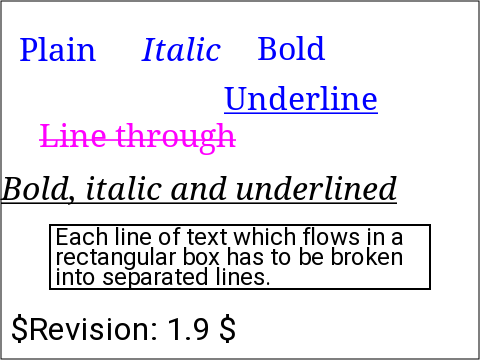 Plain Italic Bold
Underline
Line through
Bold, italic and underlined
Each line of text which flows in a
rectangular box has to be broken
into separated lines.
$Revision: 1.9 $